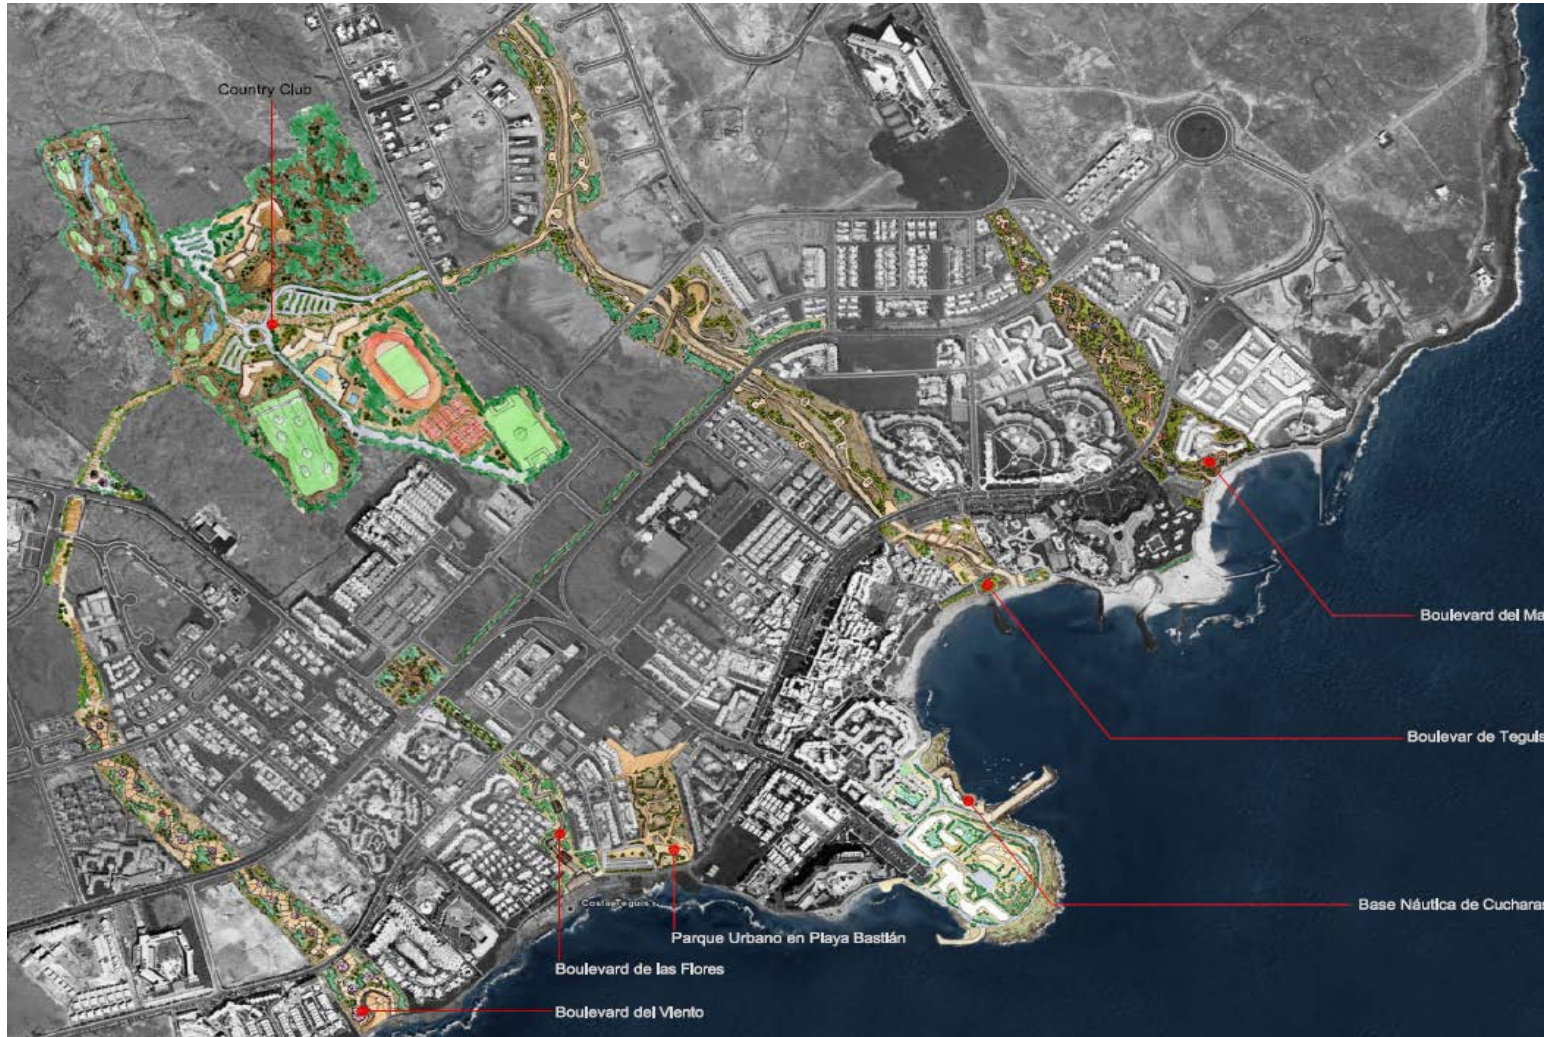 Country Club
Boulevard del Ma
Boulevar de Teguis
Base Náutica de Cucharas
CostaTeguis
Parque Urbano en Playa Bastián
Boulevard de las Flores
Boulevard del Viento